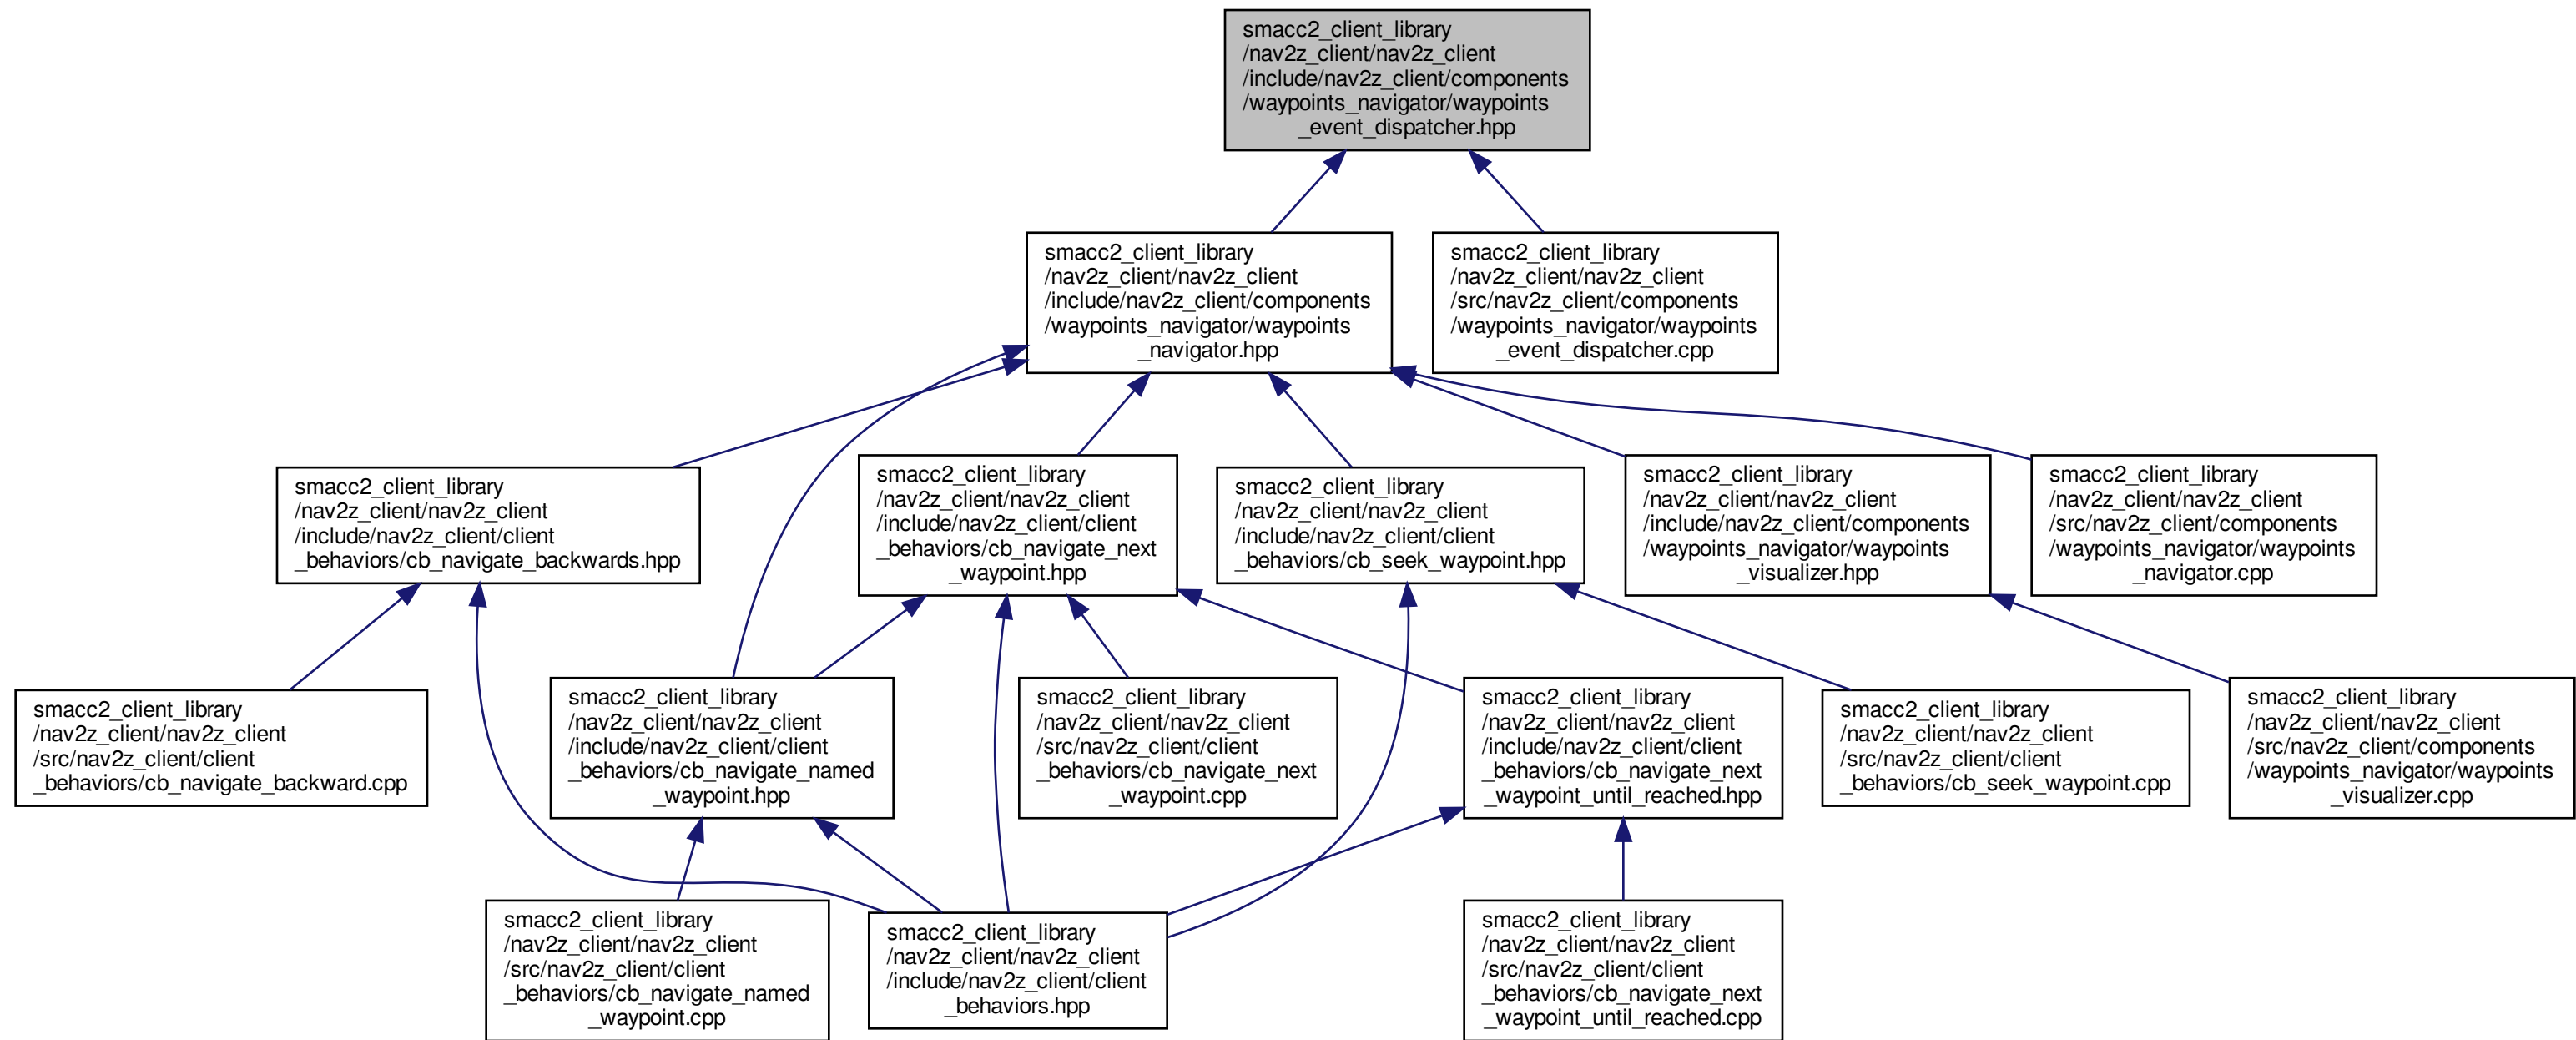 smacc2_client_library
/nav2z_client/nav2z_client
/include/nav2z_client/components
/waypoints_navigator/waypoints
_event_dispatcher.hpp
smacc2_client_library
/nav2z_client/nav2z_client
/include/nav2z_client/components
/waypoints_navigator/waypoints
_navigator.hpp
smacc2_client_library
/nav2z_client/nav2z_client
/src/nav2z_client/components
/waypoints_navigator/waypoints
_event_dispatcher.cpp
smacc2_client_library
/nav2z_client/nav2z_client
/include/nav2z_client/client
_behaviors/cb_navigate_backwards.hpp
smacc2_client_library
/nav2z_client/nav2z_client
/include/nav2z_client/client
_behaviors/cb_navigate_next
_waypoint.hpp
smacc2_client_library
/nav2z_client/nav2z_client
/include/nav2z_client/client
_behaviors/cb_seek_waypoint.hpp
smacc2_client_library
/nav2z_client/nav2z_client
/include/nav2z_client/components
/waypoints_navigator/waypoints
_visualizer.hpp
smacc2_client_library
/nav2z_client/nav2z_client
/src/nav2z_client/components
/waypoints_navigator/waypoints
_navigator.cpp
smacc2_client_library
/nav2z_client/nav2z_client
/src/nav2z_client/client
_behaviors/cb_navigate_backward.cpp
smacc2_client_library
/nav2z_client/nav2z_client
/include/nav2z_client/client
_behaviors/cb_navigate_named
_waypoint.hpp
smacc2_client_library
/nav2z_client/nav2z_client
/src/nav2z_client/client
_behaviors/cb_navigate_next
_waypoint.cpp
smacc2_client_library
/nav2z_client/nav2z_client
/include/nav2z_client/client
_behaviors/cb_navigate_next
_waypoint_until_reached.hpp
smacc2_client_library
/nav2z_client/nav2z_client
/src/nav2z_client/client
_behaviors/cb_seek_waypoint.cpp
smacc2_client_library
/nav2z_client/nav2z_client
/src/nav2z_client/components
/waypoints_navigator/waypoints
_visualizer.cpp
smacc2_client_library
/nav2z_client/nav2z_client
/src/nav2z_client/client
_behaviors/cb_navigate_named
_waypoint.cpp
smacc2_client_library
/nav2z_client/nav2z_client
/include/nav2z_client/client
_behaviors.hpp
smacc2_client_library
/nav2z_client/nav2z_client
/src/nav2z_client/client
_behaviors/cb_navigate_next
_waypoint_until_reached.cpp